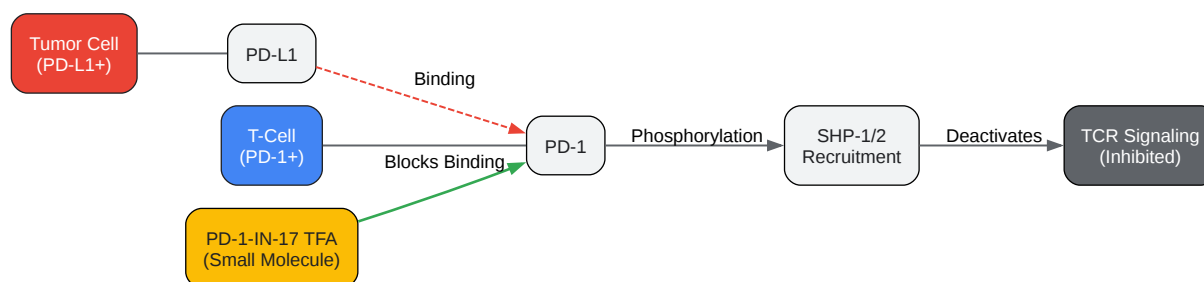 Tumor Cell
(PD-L1+)
PD-L1
Binding
T-Cell
(PD-1+)
Blocks Binding
PD-1
Phosphorylation
SHP-1/2
Recruitment
Deactivates
TCR Signaling
(Inhibited)
PD-1-IN-17 TFA
(Small Molecule)